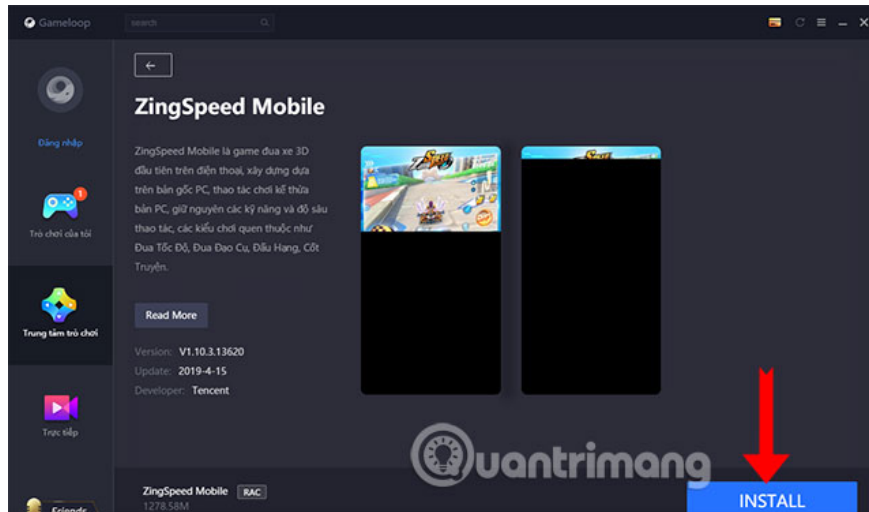 Gameloop
search
←
ZingSpeed Mobile
Đăng nhập
ZingSpeed Mobile là game đua xe 3D
đầu tiên trên điện thoại, xây dựng dựa
trên bản gốc PC, thao tác chơi kế thừa
bản PC, giữ nguyên các kỹ năng và độ sâu
thao tác, các kiểu chơi quen thuộc như
Đua Tốc Độ, Đua Đạo Cụ, Đấu Hạng, Cốt
Truyện.
1
Trò chơi của tôi
Read More
Trung tâm trò chơi
Version: V1.10.3.13620
Update: 2019-4-15
Developer: Tencent
Trực tiếp
Quantrimang
ZingSpeed Mobile RAC
1278.58M
INSTALL
Friends